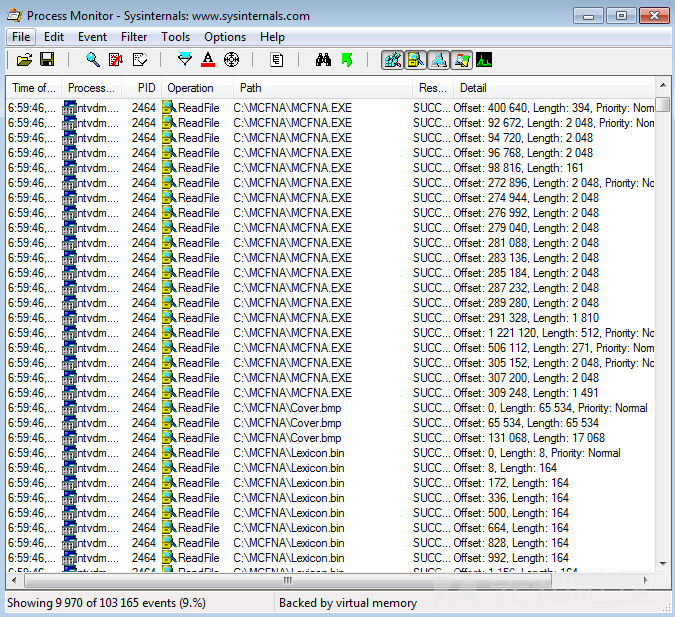 Process Monitor - Sysinternals: www.sysinternals.com
File Edit Event Filter Tools Options Help
Time of... Process... PID Operation Path Res... Detail
6:59:46,... ntvdm.... 2464 ReadFile C:\MCFNA\MCFNA.EXE SUCC... Offset: 400 640, Length: 394, Priority: Nom
6:59:46,... ntvdm.... 2464 ReadFile C:\MCFNA\MCFNA.EXE SUCC... Offset: 92 672, Length: 2 048, Priority: Nor
6:59:46,... ntvdm.... 2464 ReadFile C:\MCFNA\MCFNA.EXE SUCC... Offset: 94 720, Length: 2 048
6:59:46,... ntvdm.... 2464 ReadFile C:\MCFNA\MCFNA.EXE SUCC... Offset: 96 768, Length: 2 048
6:59:46,... ntvdm.... 2464 ReadFile C:\MCFNA\MCFNA.EXE SUCC... Offset: 98 816, Length: 161
6:59:46,... ntvdm.... 2464 ReadFile C:\MCFNA\MCFNA.EXE SUCC... Offset: 272 896, Length: 2 048, Priority: No
6:59:46,... ntvdm.... 2464 ReadFile C:\MCFNA\MCFNA.EXE SUCC... Offset: 274 944, Length: 2 048
6:59:46,... ntvdm.... 2464 ReadFile C:\MCFNA\MCFNA.EXE SUCC... Offset: 276 992, Length: 2 048
6:59:46,... ntvdm.... 2464 ReadFile C:\MCFNA\MCFNA.EXE SUCC... Offset: 279 040, Length: 2 048
6:59:46,... ntvdm.... 2464 ReadFile C:\MCFNA\MCFNA.EXE SUCC... Offset: 281 088, Length: 2 048
6:59:46,... ntvdm.... 2464 ReadFile C:\MCFNA\MCFNA.EXE SUCC... Offset: 283 136, Length: 2 048
6:59:46,... ntvdm.... 2464 ReadFile C:\MCFNA\MCFNA.EXE SUCC... Offset: 285 184, Length: 2 048
6:59:46,... ntvdm.... 2464 ReadFile C:\MCFNA\MCFNA.EXE SUCC... Offset: 287 232, Length: 2 048
6:59:46,... ntvdm.... 2464 ReadFile C:\MCFNA\MCFNA.EXE SUCC... Offset: 289 280, Length: 2 048
6:59:46,... ntvdm.... 2464 ReadFile C:\MCFNA\MCFNA.EXE SUCC... Offset: 291 328, Length: 1 810
6:59:46,... ntvdm.... 2464 ReadFile C:\MCFNA\MCFNA.EXE SUCC... Offset: 1 221 120, Length: 512, Priority: No
6:59:46,... ntvdm.... 2464 ReadFile C:\MCFNA\MCFNA.EXE SUCC... Offset: 506 112, Length: 271, Priority: Nom
6:59:46,... ntvdm.... 2464 ReadFile C:\MCFNA\MCFNA.EXE SUCC... Offset: 305 152, Length: 2 048, Priority: No
6:59:46,... ntvdm.... 2464 ReadFile C:\MCFNA\MCFNA.EXE SUCC... Offset: 307 200, Length: 2 048
6:59:46,... ntvdm.... 2464 ReadFile C:\MCFNA\MCFNA.EXE SUCC... Offset: 309 248, Length: 1 491
6:59:46,... ntvdm.... 2464 ReadFile C:\MCFNA\Cover.bmp SUCC... Offset: 0, Length: 65 534, Priority: Normal
6:59:46,... ntvdm.... 2464 ReadFile C:\MCFNA\Cover.bmp SUCC... Offset: 65 534, Length: 65 534
6:59:46,... ntvdm.... 2464 ReadFile C:\MCFNA\Cover.bmp SUCC... Offset: 131 068, Length: 17 068
6:59:46,... ntvdm.... 2464 ReadFile C:\MCFNA\Lexicon.bin SUCC... Offset: 0, Length: 8, Priority: Normal
6:59:46,... ntvdm.... 2464 ReadFile C:\MCFNA\Lexicon.bin SUCC... Offset: 8, Length: 164
6:59:46,... ntvdm.... 2464 ReadFile C:\MCFNA\Lexicon.bin SUCC... Offset: 172, Length: 164
6:59:46,... ntvdm.... 2464 ReadFile C:\MCFNA\Lexicon.bin SUCC... Offset: 336, Length: 164
6:59:46,... ntvdm.... 2464 ReadFile C:\MCFNA\Lexicon.bin SUCC... Offset: 500, Length: 164
6:59:46,... ntvdm.... 2464 ReadFile C:\MCFNA\Lexicon.bin SUCC... Offset: 664, Length: 164
6:59:46,... ntvdm.... 2464 ReadFile C:\MCFNA\Lexicon.bin SUCC... Offset: 828, Length: 164
6:59:46,... ntvdm.... 2464 ReadFile C:\MCFNA\Lexicon.bin SUCC... Offset: 992, Length: 164
6:59:46,... ntvdm.... 2464 ReadFile C:\MCFNA\Lexicon.bin SUCC... Offset: 1 156, Length: 164
Showing 9 970 of 103 165 events (9.%) Backed by virtual memory